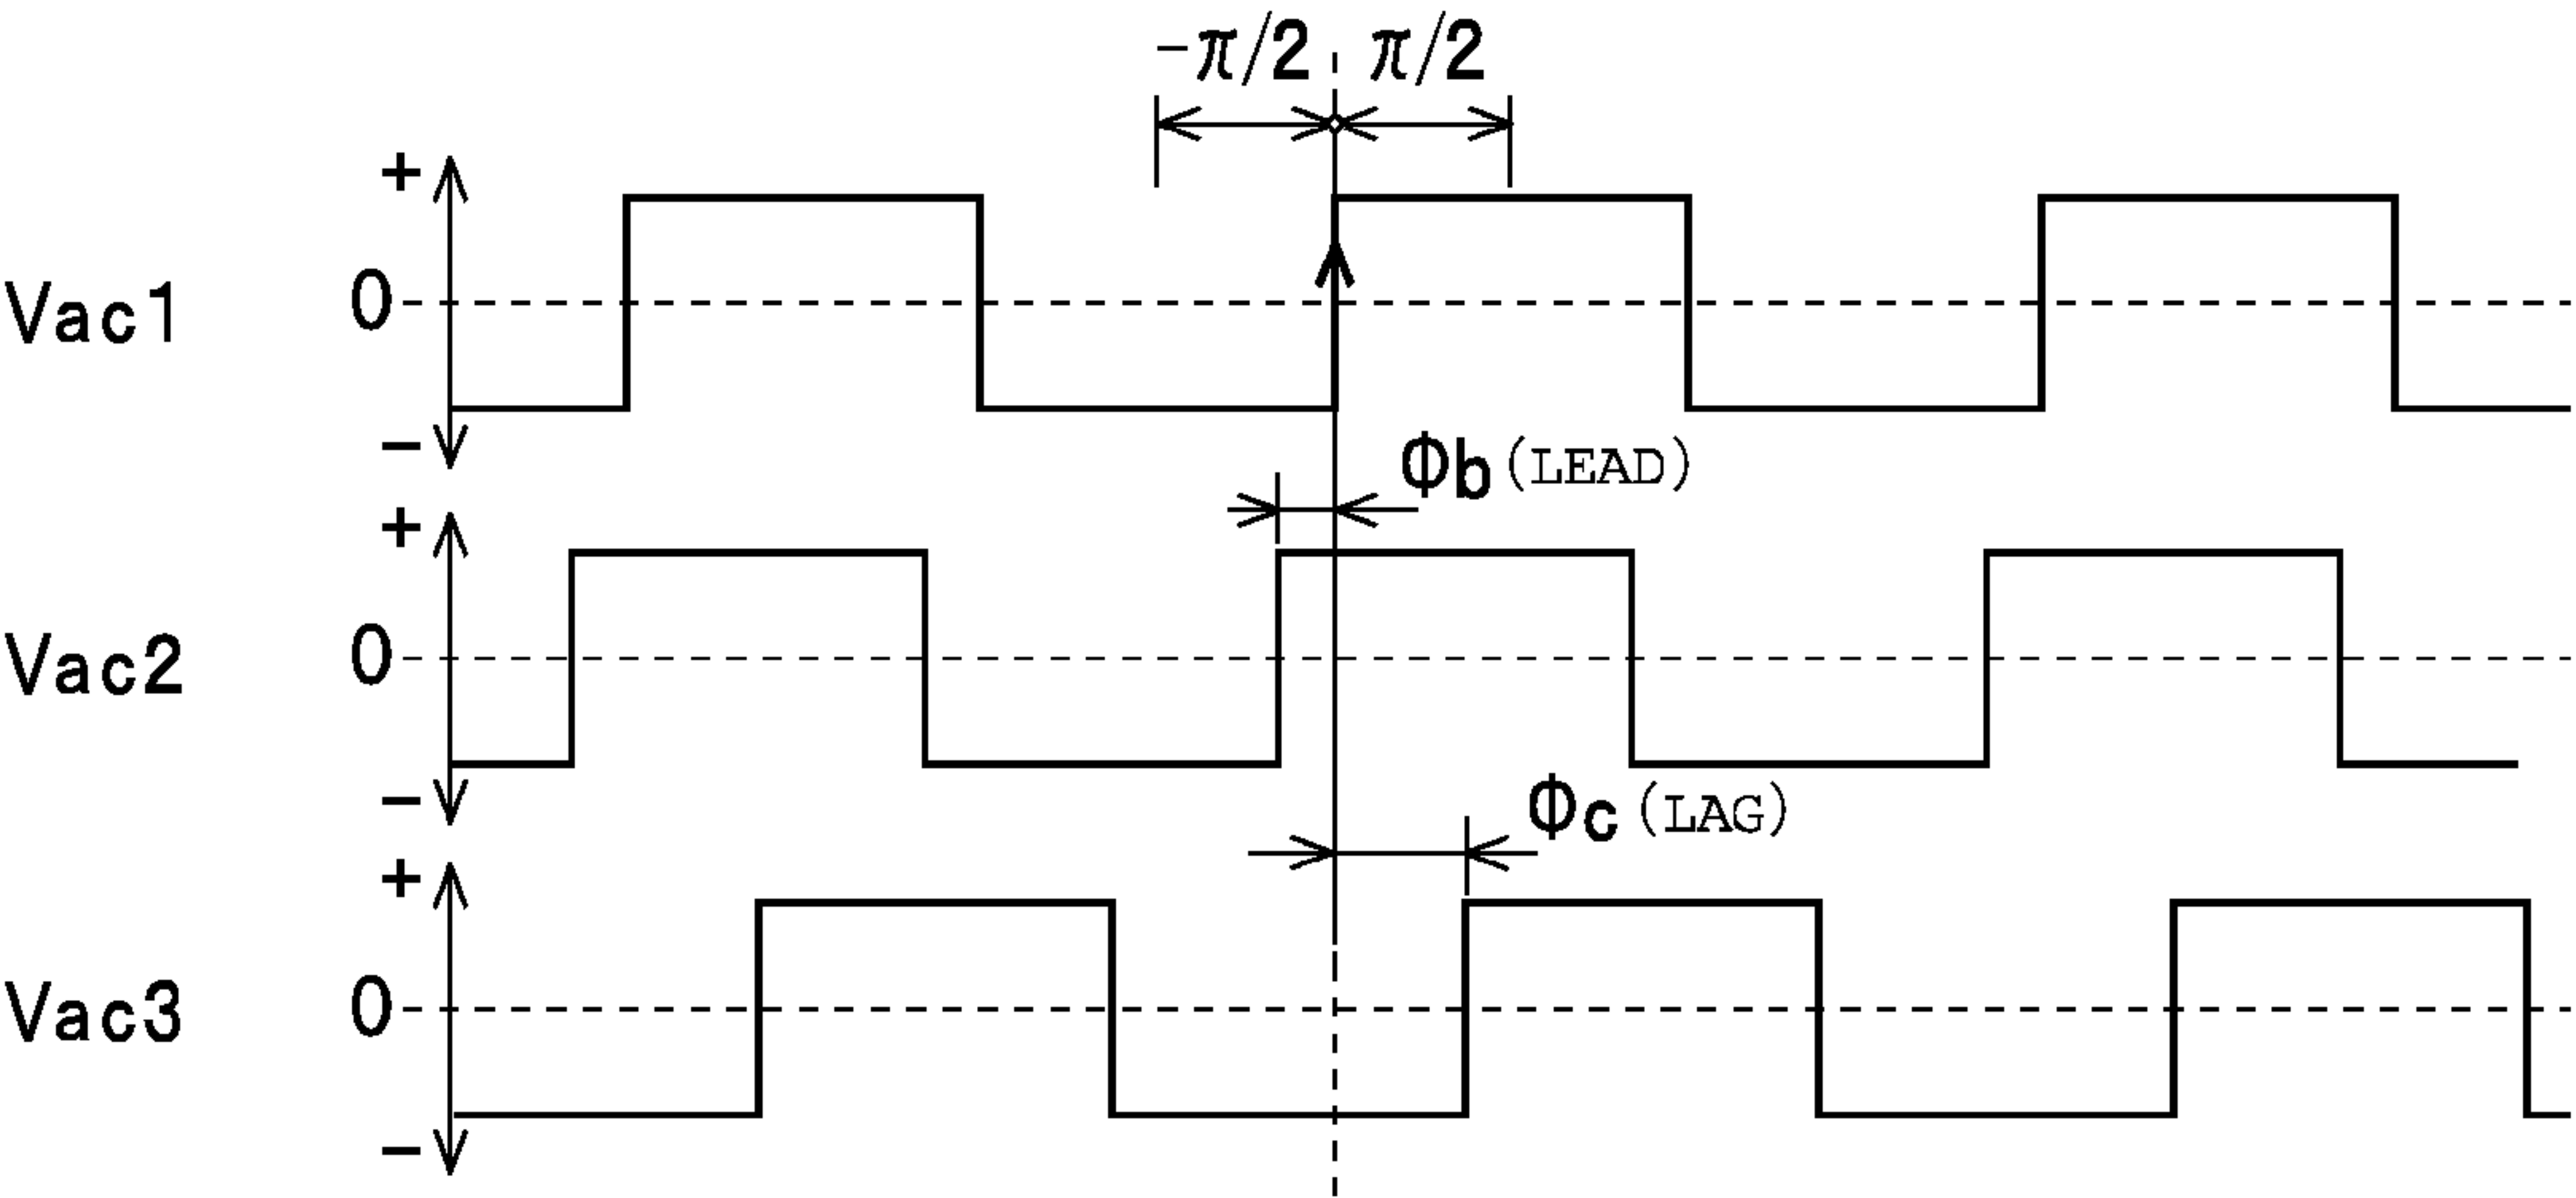 -π/2 π/2
+
Vac1 0
-
Φb (LEAD)
+
Vac2 0
-
Φc (LAG)
+
Vac3 0
-